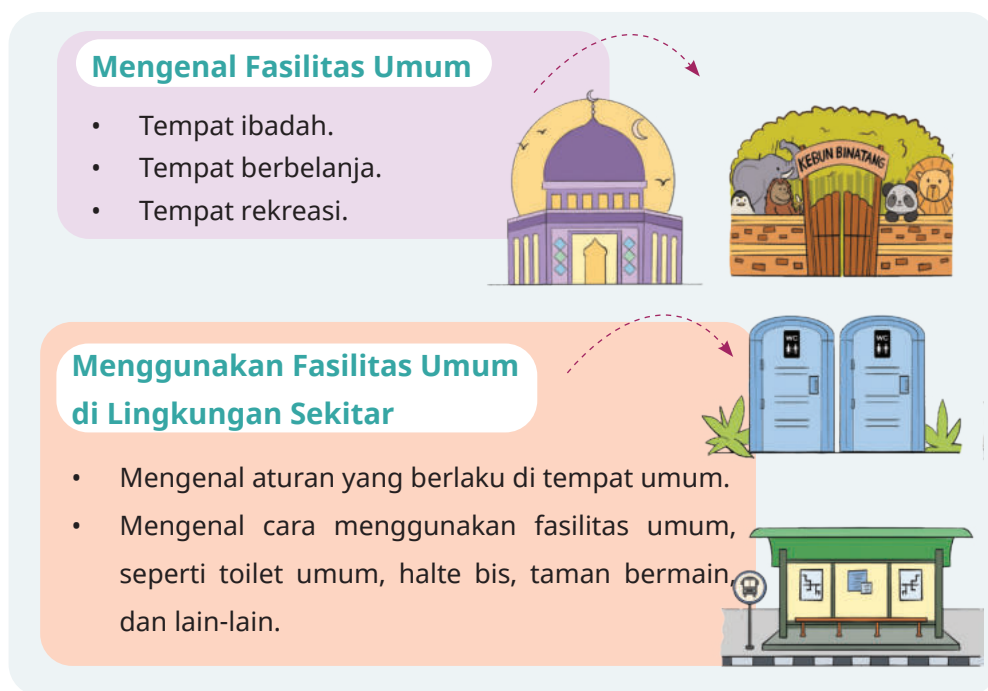 Mengenal Fasilitas Umum
• Tempat ibadah.
• Tempat berbelanja.
• Tempat rekreasi.
KEBUN BINATANG
Menggunakan Fasilitas Umum
di Lingkungan Sekitar
WC
WC
• Mengenal aturan yang berlaku di tempat umum.
• Mengenal cara menggunakan fasilitas umum,
seperti toilet umum, halte bis, taman bermain,
dan lain-lain.